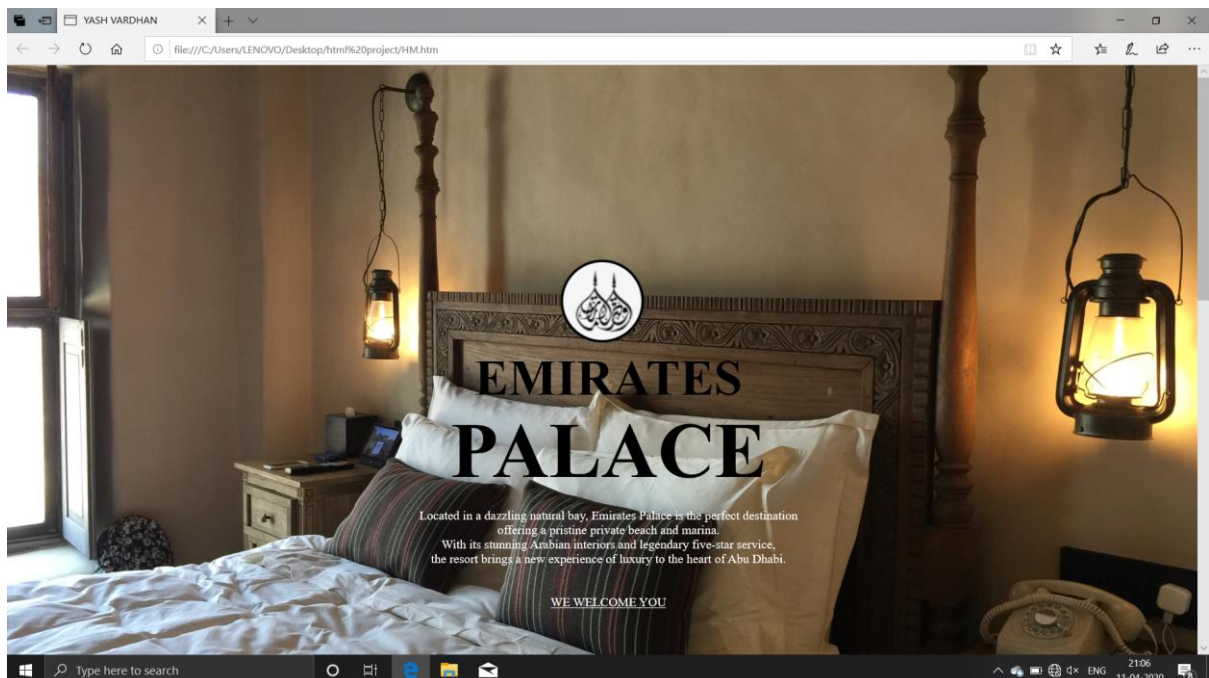 YASH VARDHAN
file:///C:/Users/LENOVO/Desktop/html%20project/HM.htm
EMIRATES
PALACE
Located in a dazzling natural bay, Emirates Palace is the perfect destination
offering a pristine private beach and marina.
With its stunning Arabian interiors and legendary five-star service,
the resort brings a new experience of luxury to the heart of Abu Dhabi.
WE WELCOME YOU
Type here to search
ENG
21:06
11-04-2020